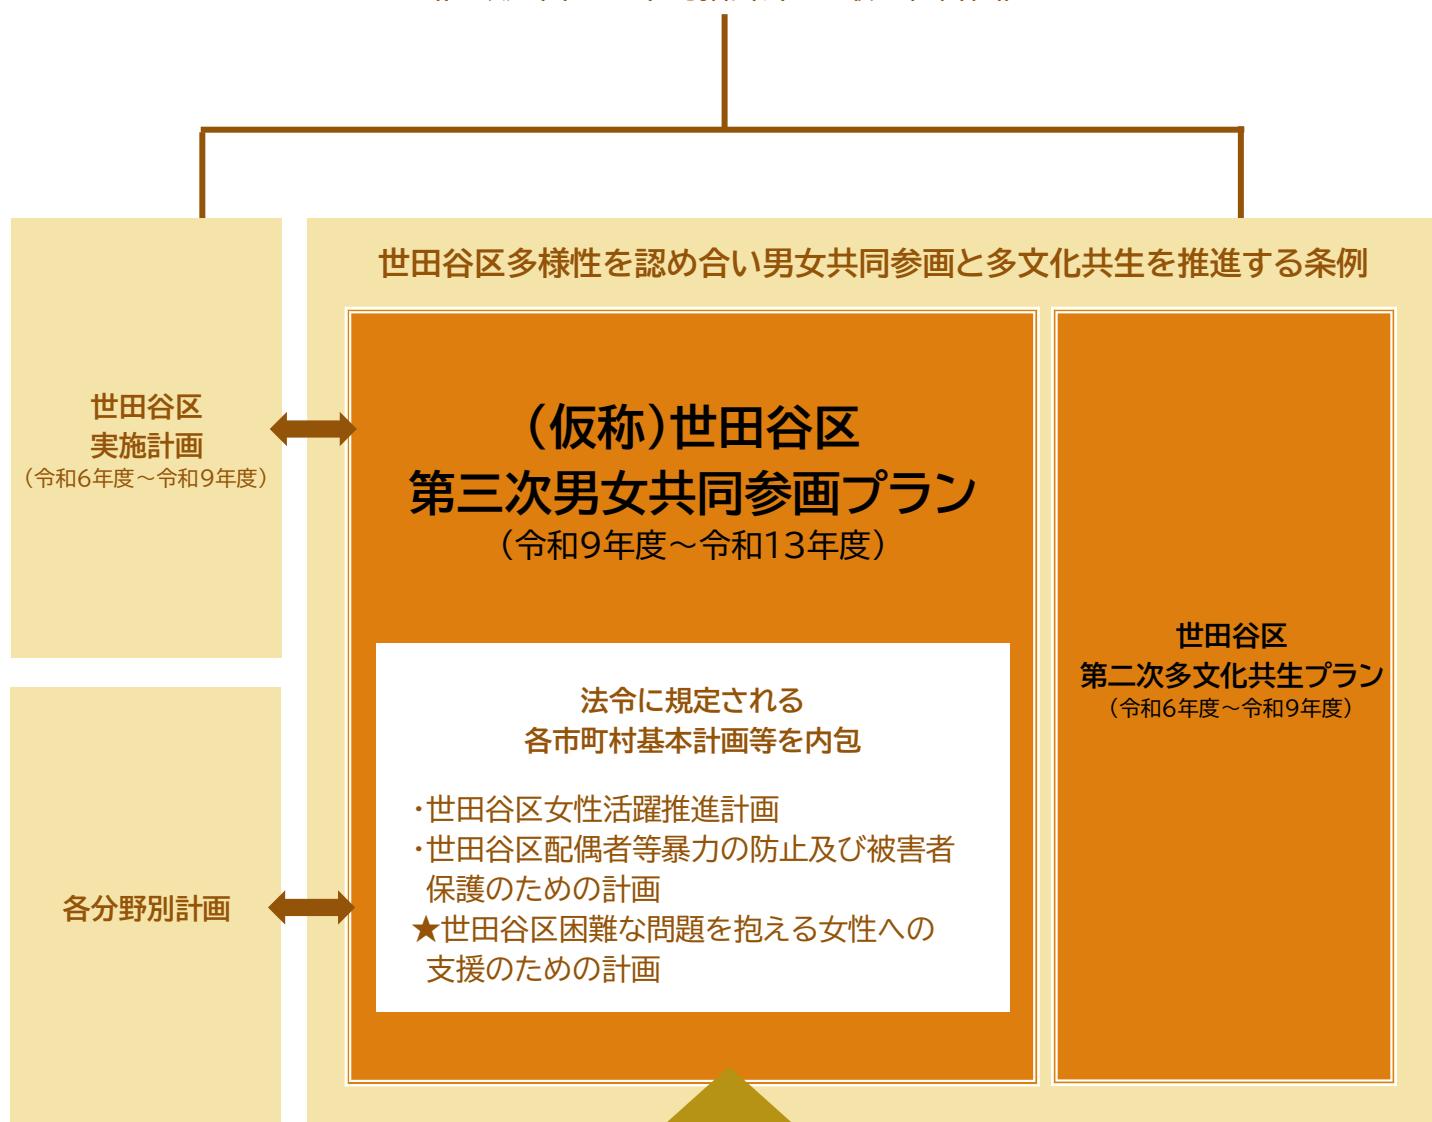 世田谷区多様性を認め合い男女共同参画と多文化共生を推進する条例
世田谷区
実施計画
（令和6年度～令和9年度）
（仮称）世田谷区
第三次男女共同参画プラン
（令和9年度～令和13年度）
法令に規定される
各市町村基本計画等を内包
・世田谷区女性活躍推進計画
・世田谷区配偶者等暴力の防止及び被害者
保護のための計画
★世田谷区困難な問題を抱える女性への
支援のための計画
世田谷区
第二次多文化共生プラン
（令和6年度～令和9年度）
各分野別計画